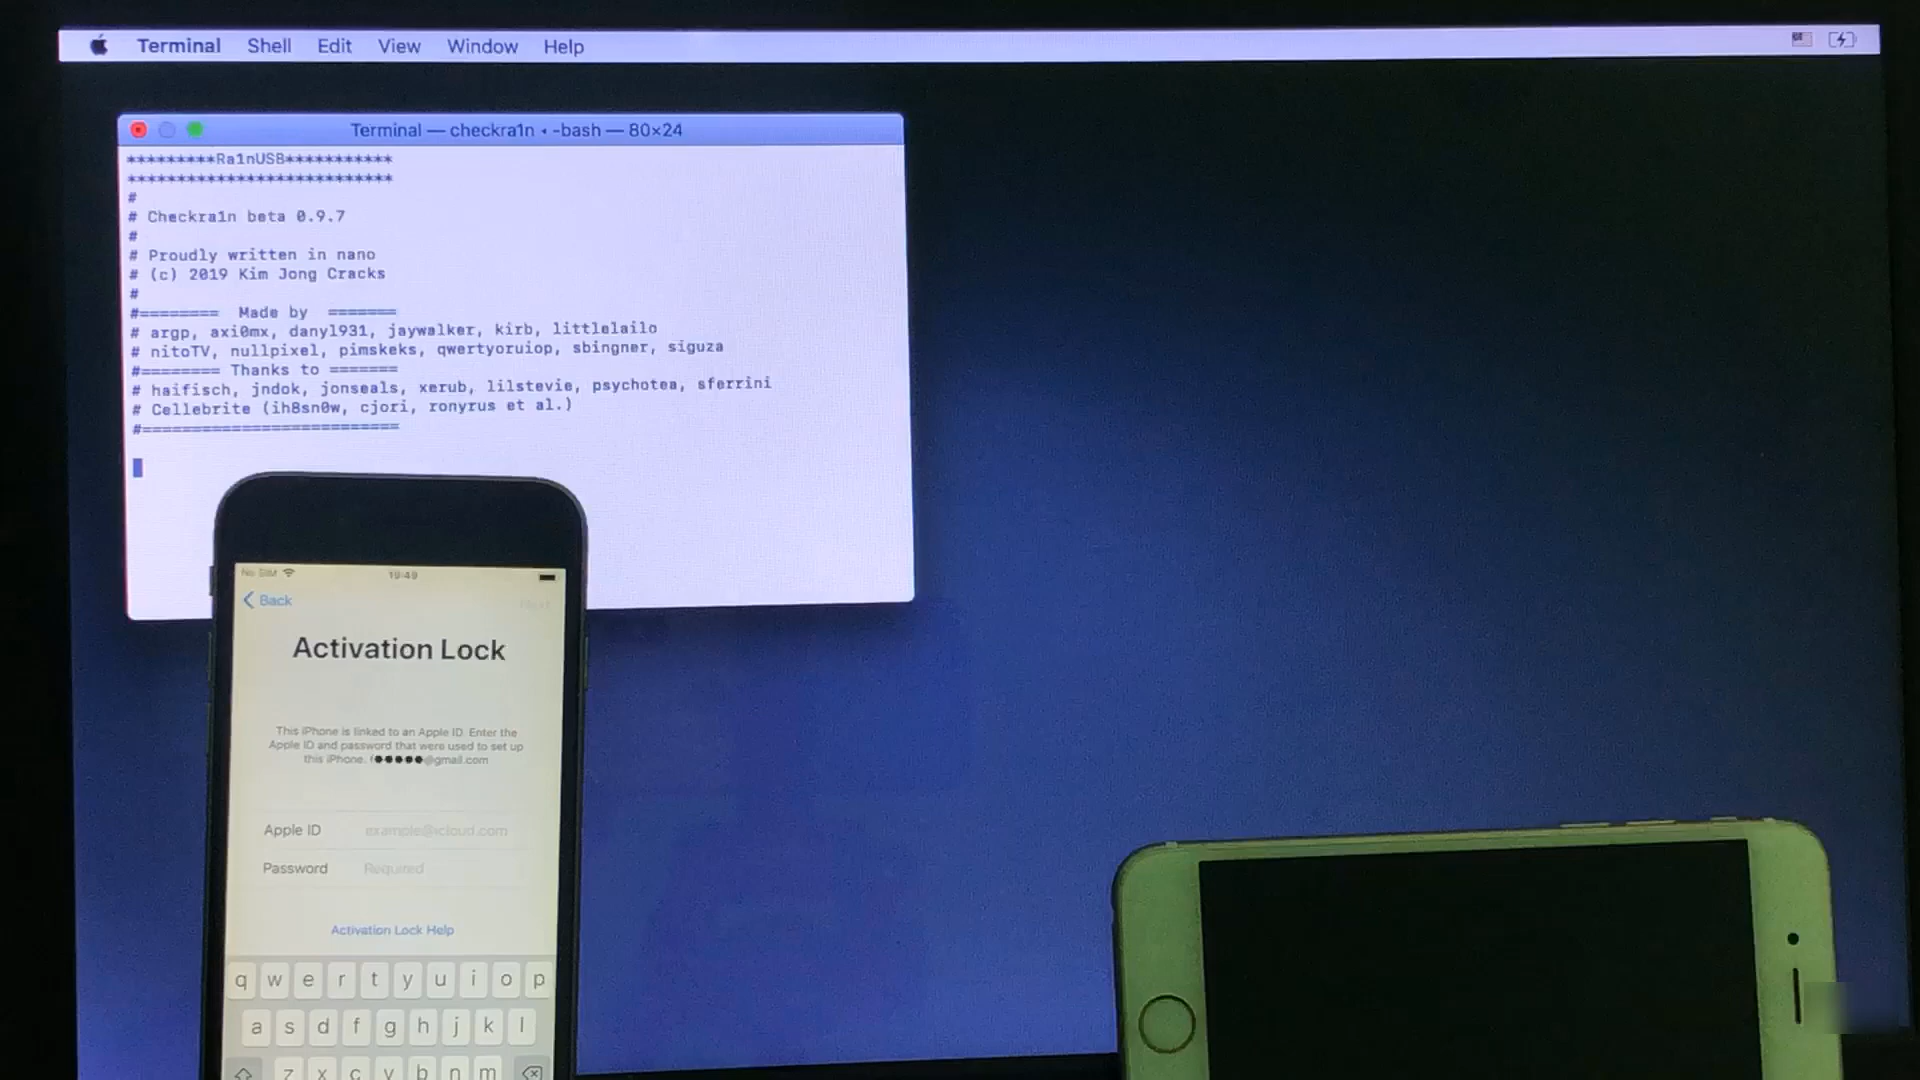 Terminal Shell Edit View Window Help
Terminal — checkra1n ◂ -bash — 80×24
*********Ra1nUSB***********
***************************
#
# Checkra1n beta 0.9.7
#
# Proudly written in nano
# (c) 2019 Kim Jong Cracks
#
#======== Made by =======
# argp, axi0mx, danyl931, jaywalker, kirb, littlelailo
# nitoTV, nullpixel, pimskeks, qwertyoruiop, sbingner, siguza
#======== Thanks to =======
# haifisch, jndok, jonseals, xerub, lilstevie, psychotea, sferrini
# Cellebrite (ih8sn0w, cjori, ronyrus et al.)
#==========================
No SIM 19:49
Back Next
Activation Lock
This iPhone is linked to an Apple ID. Enter the
Apple ID and password that were used to set up
this iPhone. f●●●●●@gmail.com
Apple ID example@icloud.com
Password Required
Activation Lock Help
q w e r t y u i o p
a s d f g h j k l
z x c v b n m